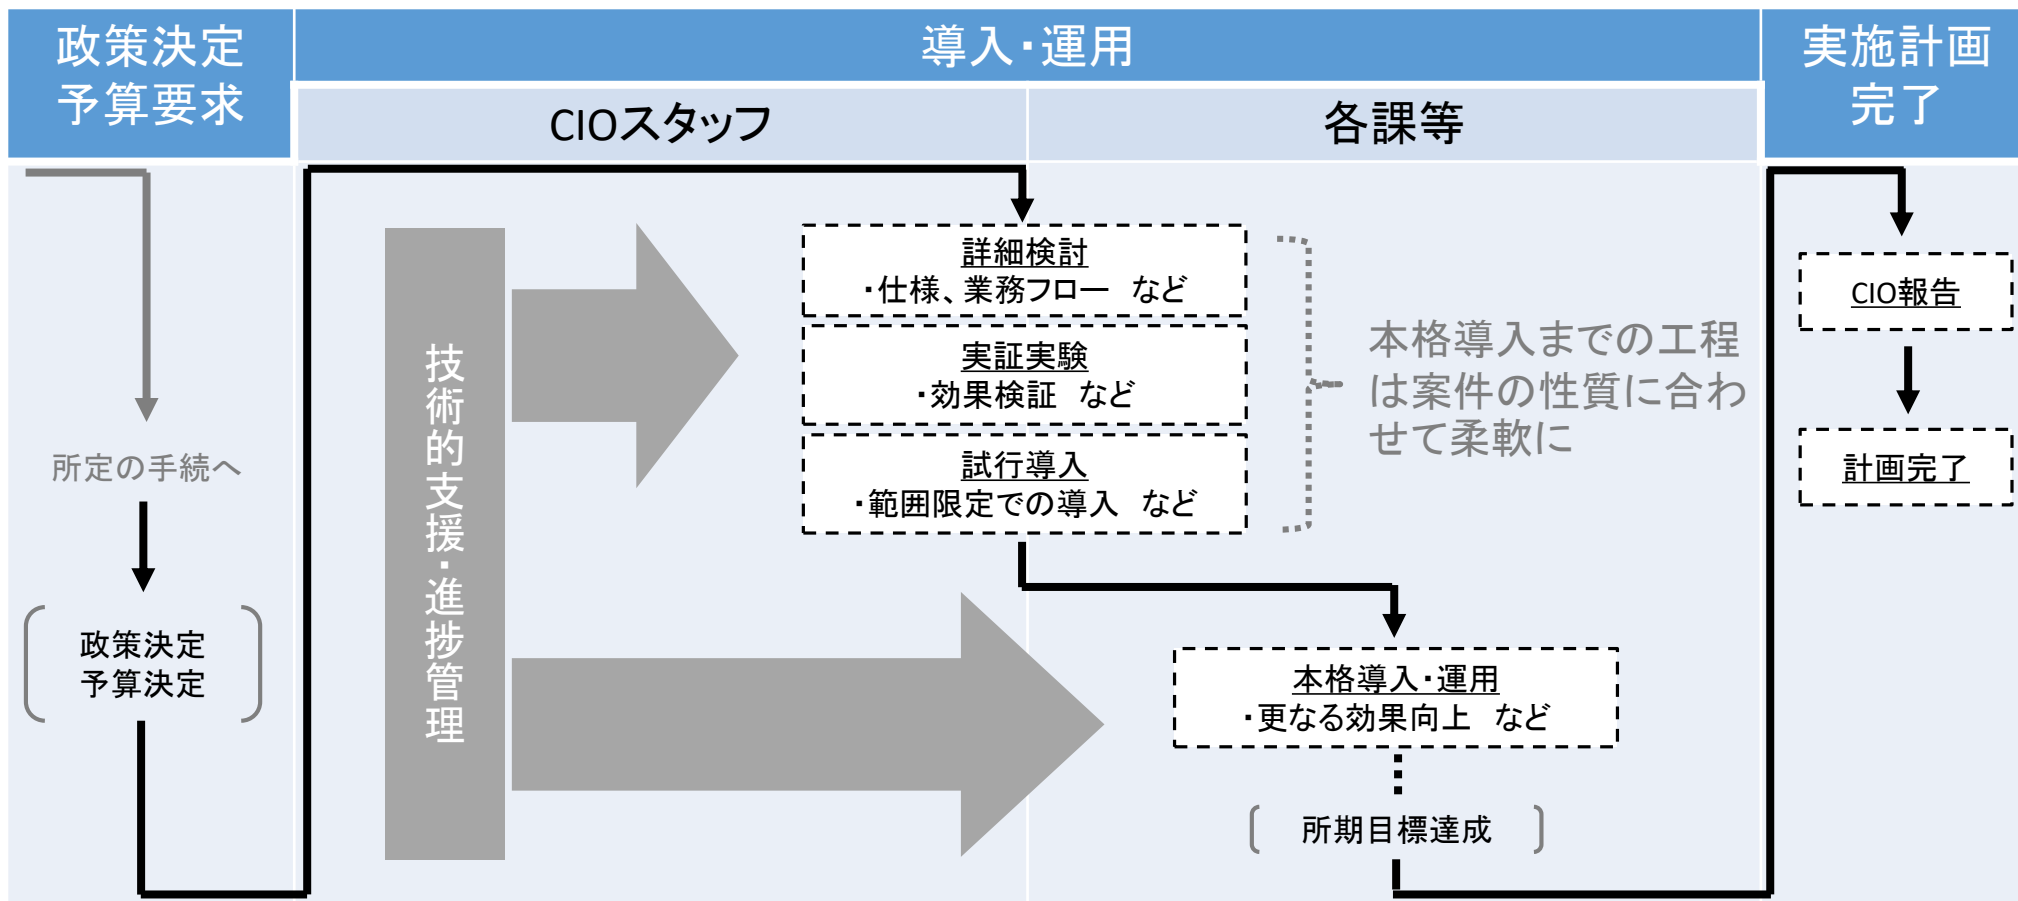 政策決定
予算要求
導入・運用
実施計画
完了
CIOスタッフ
各課等
所定の手続へ
政策決定
予算決定
技術的支援・進捗管理
詳細検討
・仕様、業務フロー　など
実証実験
・効果検証　など
試行導入
・範囲限定での導入　など
本格導入までの工程
は案件の性質に合わ
せて柔軟に
本格導入・運用
・更なる効果向上　など
所期目標達成
CIO報告
計画完了